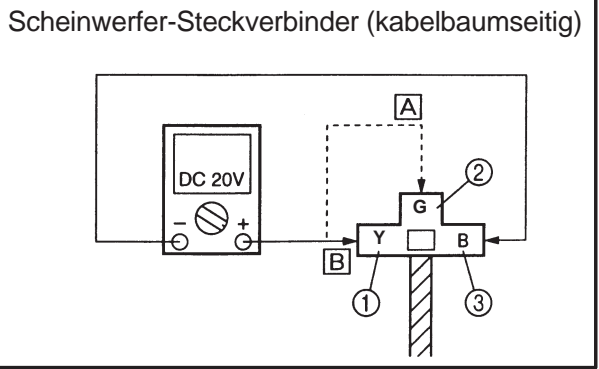 Scheinwerfer-Steckverbinder (kabelbaumseitig)
A
DC 20V
2
G
− +
Y B
B
1 3